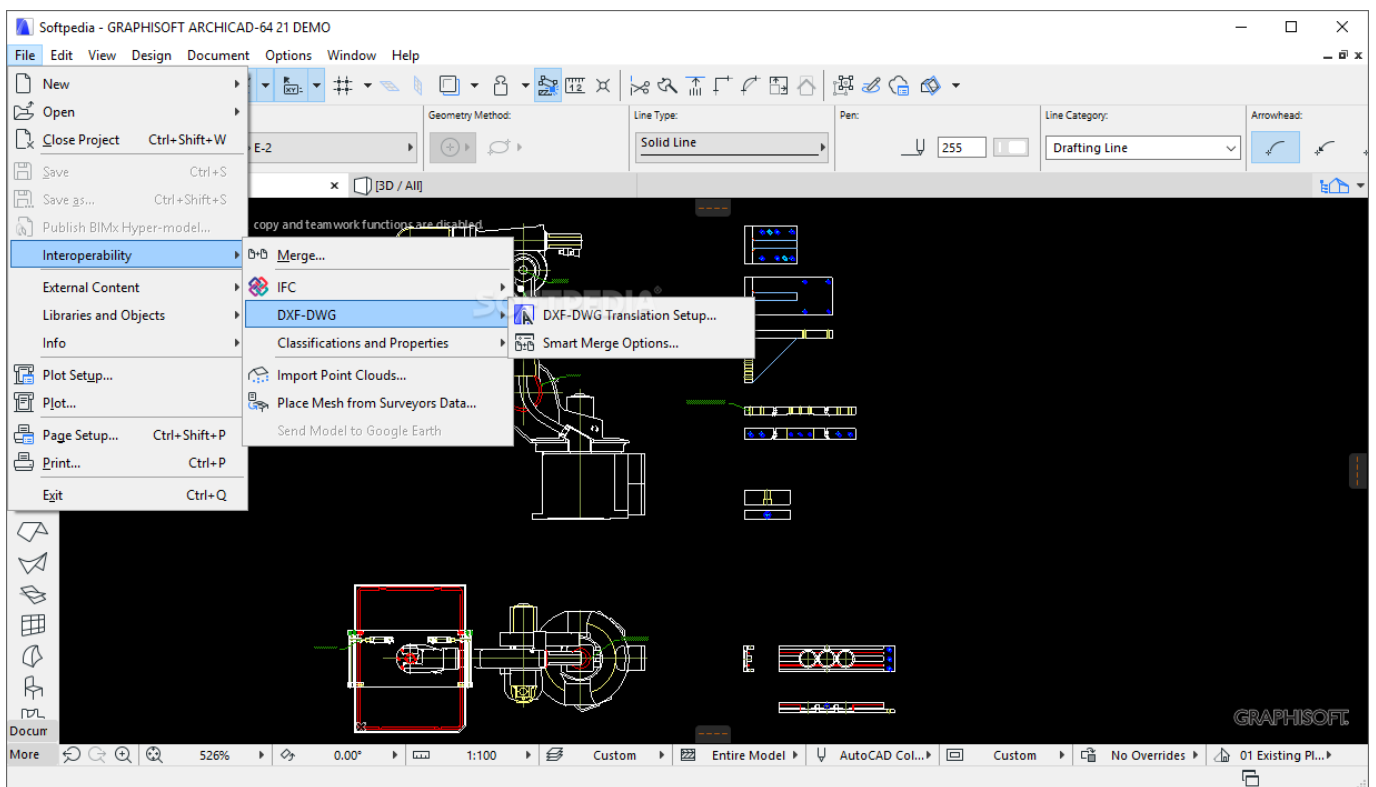 Softpedia - GRAPHISOFT ARCHICAD-64 21 DEMO
File Edit View Design Document Options Window Help
New
Open
Close Project Ctrl+Shift+W
Save Ctrl+S
Save as... Ctrl+Shift+S
Publish BIMx Hyper-model...
Interoperability
External Content
Libraries and Objects
Info
Plot Setup...
Plot...
Page Setup... Ctrl+Shift+P
Print... Ctrl+P
Exit Ctrl+Q
Geometry Method: Line Type: Pen: Line Category: Arrowhead:
E-2 Solid Line 255 Drafting Line
[3D / All]
copy and teamwork functions are disabled.
Merge...
IFC
DXF-DWG
Classifications and Properties
Import Point Clouds...
Place Mesh from Surveyors Data...
Send Model to Google Earth
SOFTPEDIA®
DXF-DWG Translation Setup...
Smart Merge Options...
GRAPHISOFT.
Docum
More 526% 0.00° 1:100 Custom Entire Model AutoCAD Col... Custom No Overrides 01 Existing Pl...